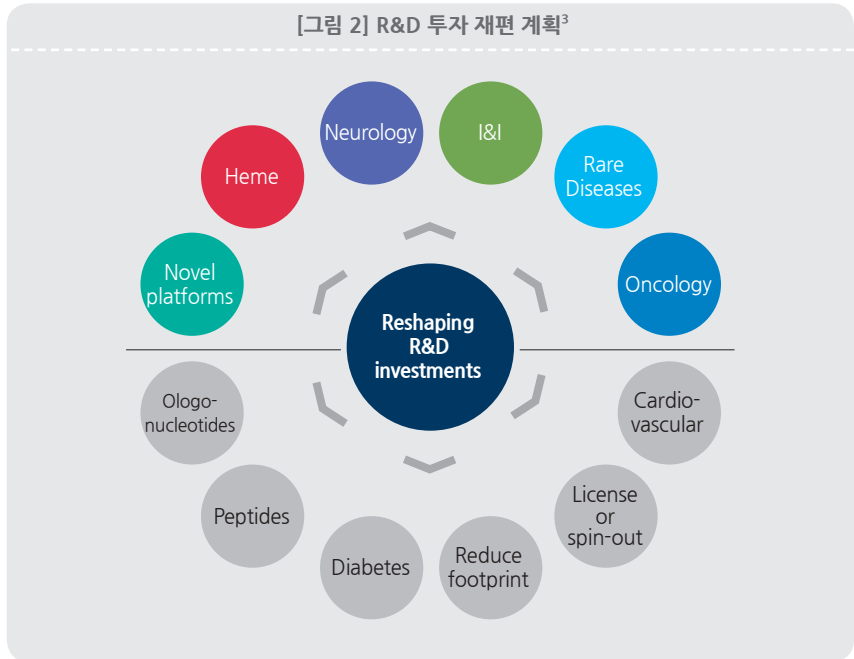 [그림 2] R&D 투자 재편 계획3
Neurology
I&I
Heme
Rare
Diseases
Novel
platforms
Oncology
Reshaping
R&D
investments
Ologo-
nucleotides
Cardio-
vascular
Peptides
License
or
spin-out
Diabetes
Reduce
footprint